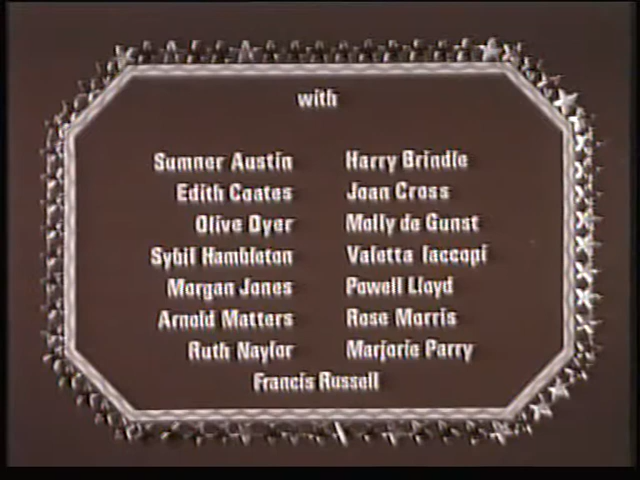 with
Sumner Austin Harry Brindle
Edith Coates Joan Cross
Olive Dyer Molly de Gunst
Sybil Hambleton Valetta Iaccopi
Morgan Jones Powell Lloyd
Arnold Matters Rose Morris
Ruth Naylor Marjorie Parry
Francis Russell